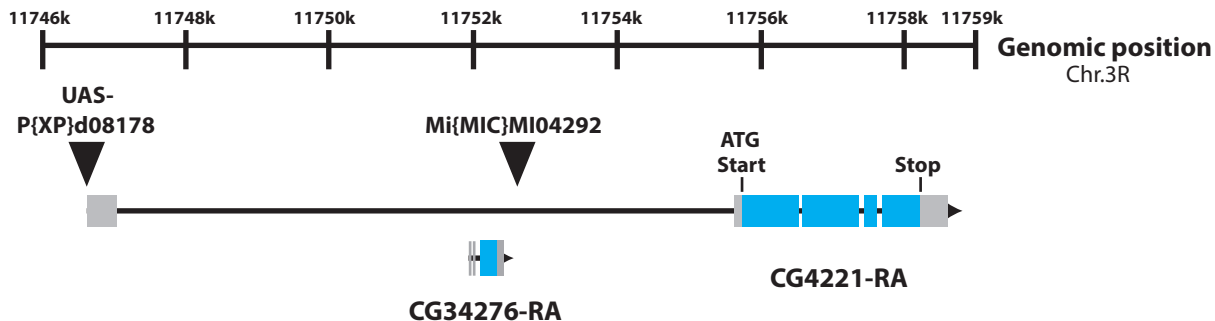 11746k 11748k 11750k 11752k 11754k 11756k 11758k 11759k
Genomic position
Chr.3R
UAS-
P{XP}d08178
Mi{MIC}MI04292
ATG
Start
Stop
CG34276-RA
CG4221-RA